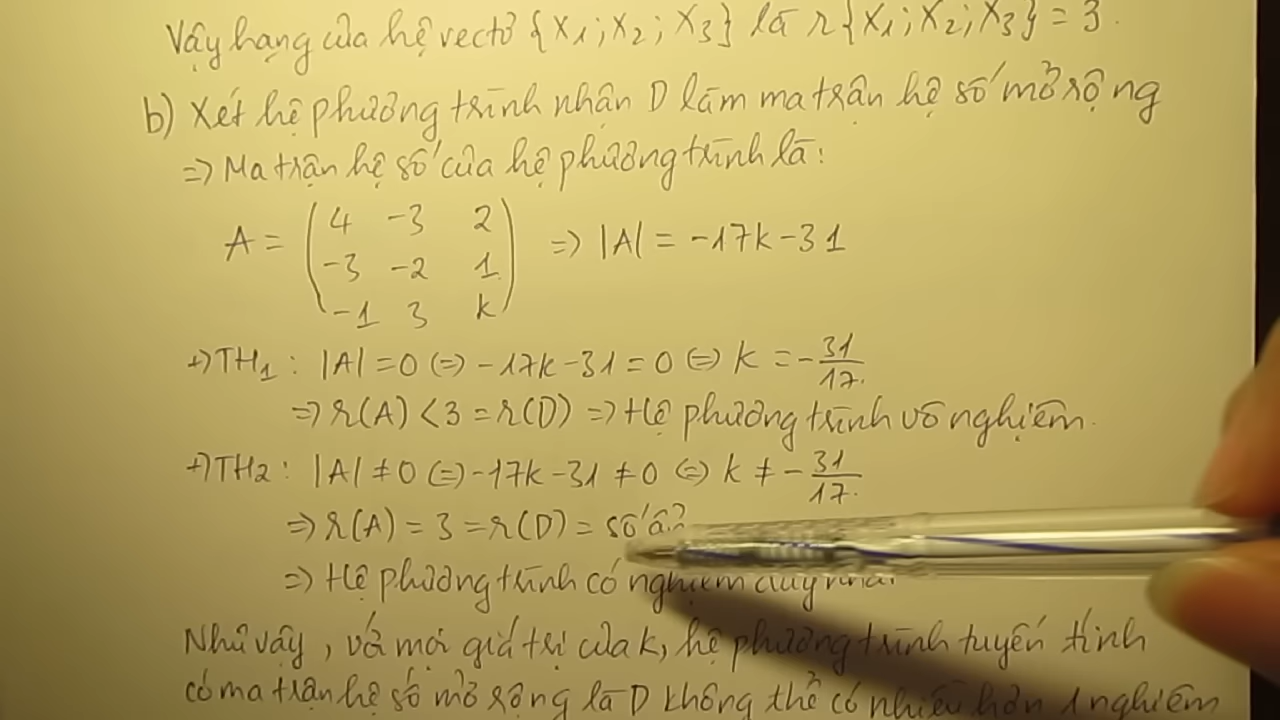 Vậy hạng của hệ vectơ {X₁; X₂; X₃} là r{X₁; X₂; X₃} = 3.
b) Xét hệ phương trình nhận D làm ma trận hệ số mở rộng
=> Ma trận hệ số của hệ phương trình là:
A = (4 -3 2
-3 -2 1
-1 3 k) => |A| = -17k - 31
+) TH₁: |A| = 0 (=) -17k - 31 = 0 (=) k = -31/17.
=> r(A) < 3 = r(D) => Hệ phương trình vô nghiệm.
+) TH₂: |A| ≠ 0 (=) -17k - 31 ≠ 0 (=) k ≠ -31/17.
=> r(A) = 3 = r(D) = số
=> Hệ phương trình có nghiệm duy nhất
Như vậy, với mọi giá trị của k, hệ phương trình tuyến tính
có ma trận hệ số mở rộng là D không thể có nhiều hơn 1 nghiệm